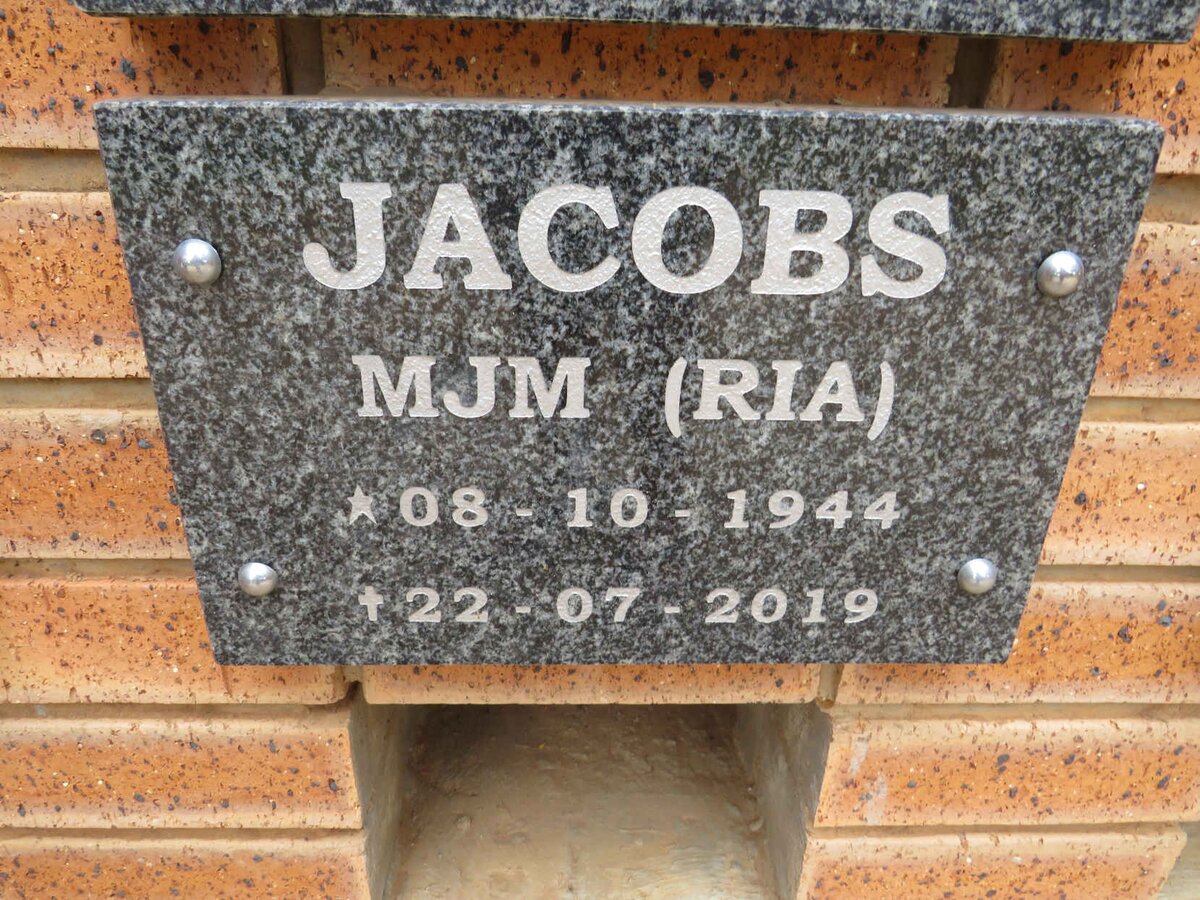 JACOBS
MJM (RIA)
★ 08 - 10 - 1944
✝ 22 - 07 - 2019